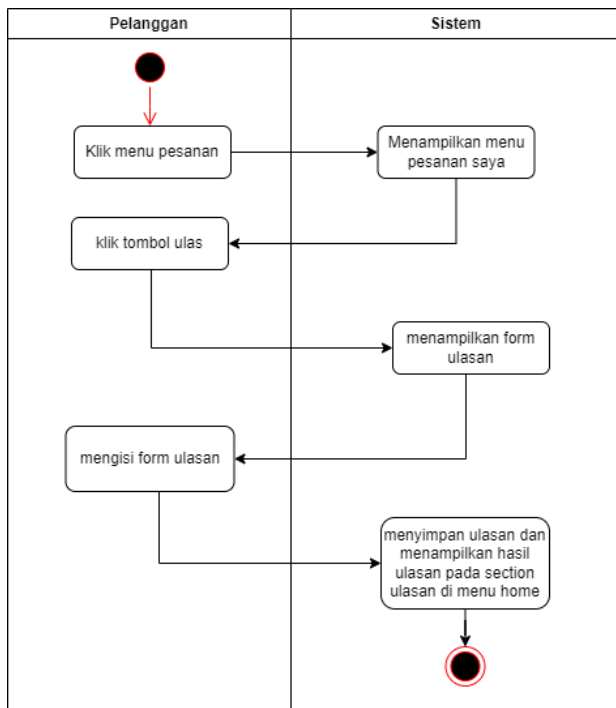 Pelanggan
Sistem
Klik menu pesanan
Menampilkan menu
pesanan saya
klik tombol ulas
menampilkan form
ulasan
mengisi form ulasan
menyimpan ulasan dan
menampilkan hasil
ulasan pada section
ulasan di menu home